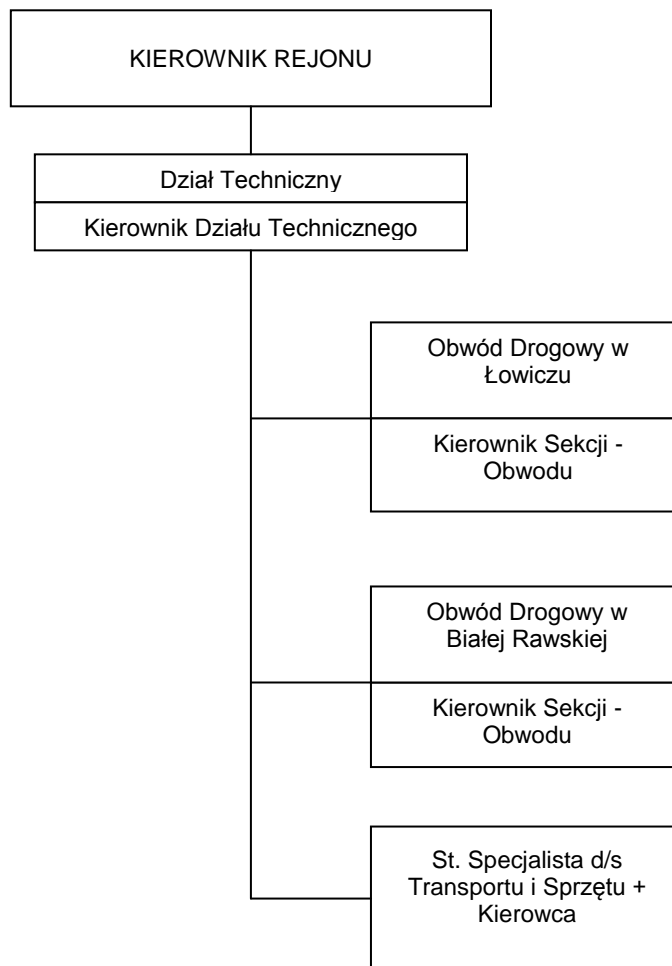 KIEROWNIK REJONU
Dział Techniczny
Kierownik Działu Technicznego
Obwód Drogowy w
Łowiczu
Kierownik Sekcji -
Obwodu
Obwód Drogowy w
Białej Rawskiej
Kierownik Sekcji -
Obwodu
St. Specjalista d/s
Transportu i Sprzętu +
Kierowca